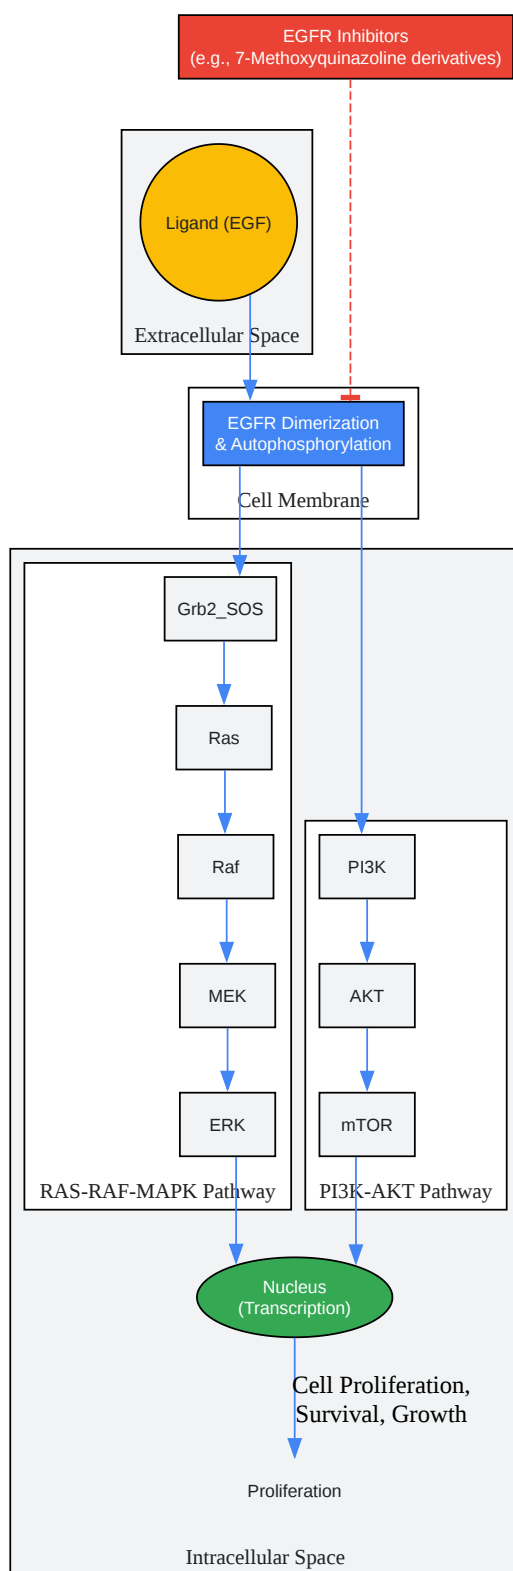 EGFR Inhibitors
(e.g., 7-Methoxyquinazoline derivatives)
Ligand (EGF)
Extracellular Space
EGFR Dimerization
& Autophosphorylation
Cell Membrane
Grb2_SOS
Ras
Raf
PI3K
MEK
AKT
ERK
mTOR
RAS-RAF-MAPK Pathway
PI3K-AKT Pathway
Nucleus
(Transcription)
Cell Proliferation,
Survival, Growth
Proliferation
Intracellular Space